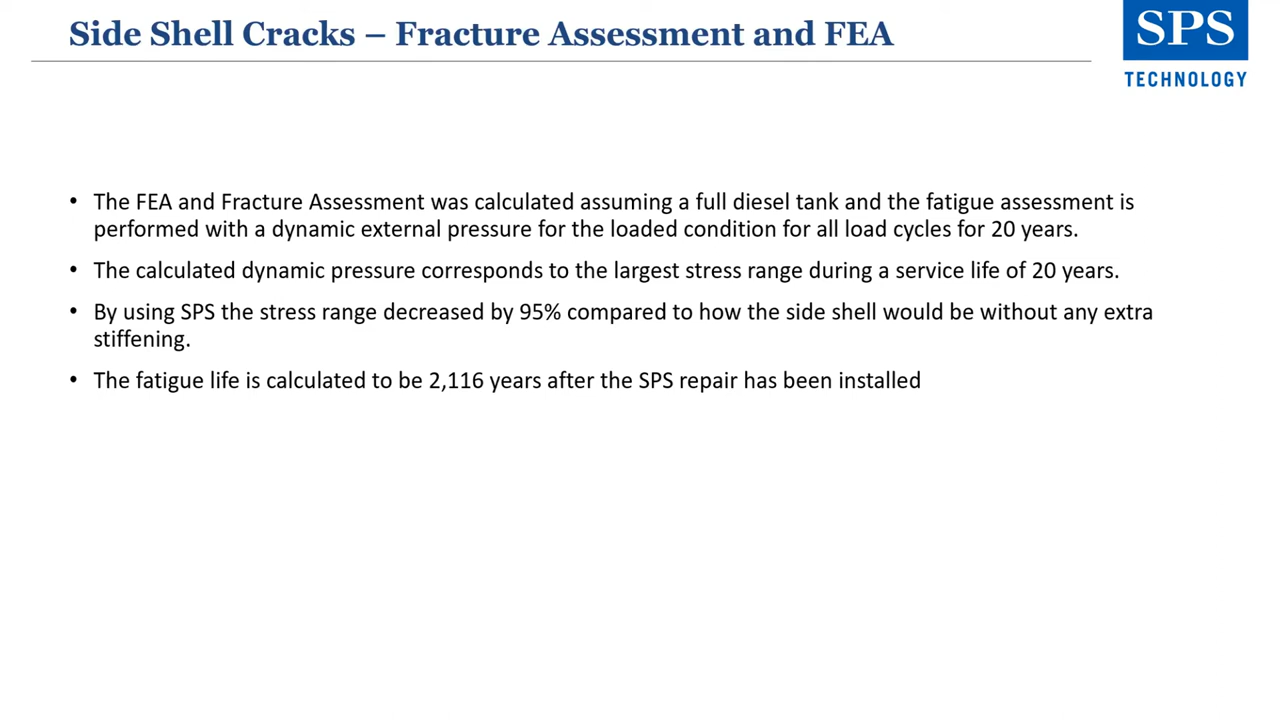 Side Shell Cracks – Fracture Assessment and FEA
SPS
TECHNOLOGY
• The FEA and Fracture Assessment was calculated assuming a full diesel tank and the fatigue assessment is
performed with a dynamic external pressure for the loaded condition for all load cycles for 20 years.
• The calculated dynamic pressure corresponds to the largest stress range during a service life of 20 years.
• By using SPS the stress range decreased by 95% compared to how the side shell would be without any extra
stiffening.
• The fatigue life is calculated to be 2,116 years after the SPS repair has been installed